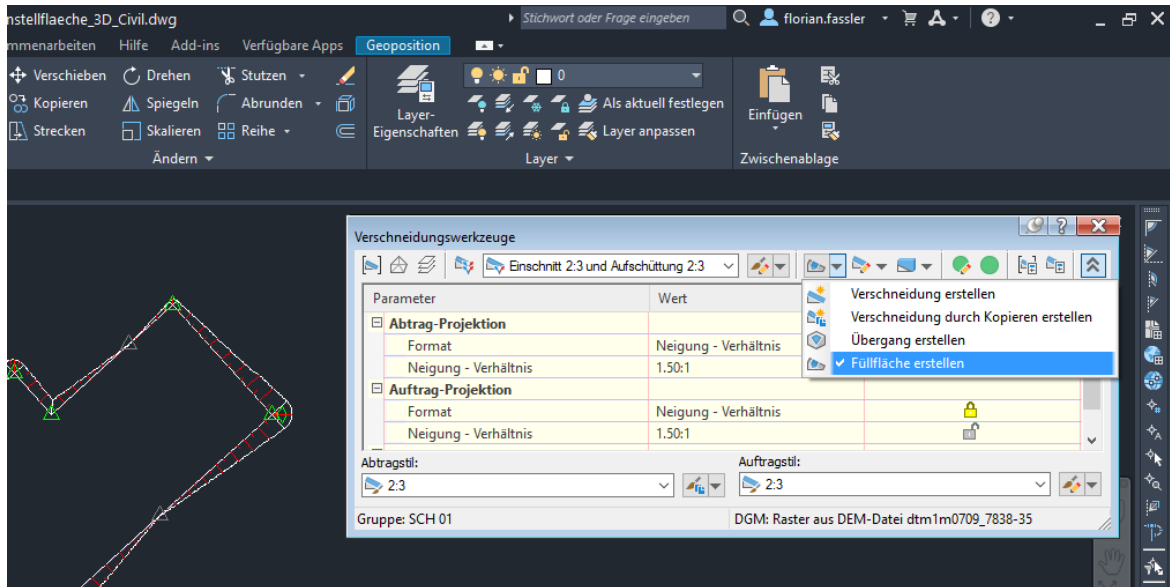 nstellflaeche_3D_Civil.dwg Stichwort oder Frage eingeben florian.fassler ?
mmenarbeiten Hilfe Add-ins Verfügbare Apps Geoposition
Verschieben Drehen Stutzen 0
Kopieren Spiegeln Abrunden Als aktuell festlegen
Strecken Skalieren Reihe Layer-
Eigenschaften Layer anpassen Einfügen
Ändern Layer Zwischenablage
Verschneidungswerkzeuge ?
Einschnitt 2:3 und Aufschüttung 2:3
Parameter Wert
Abtrag-Projektion
Format Neigung - Verhältnis
Neigung - Verhältnis 1.50:1
Auftrag-Projektion
Format Neigung - Verhältnis
Neigung - Verhältnis 1.50:1
Verschneidung erstellen
Verschneidung durch Kopieren erstellen
Übergang erstellen
Füllfläche erstellen
Abtragstil: Auftragstil:
2:3 2:3
Gruppe: SCH 01 DGM: Raster aus DEM-Datei dtm1m0709_7838-35